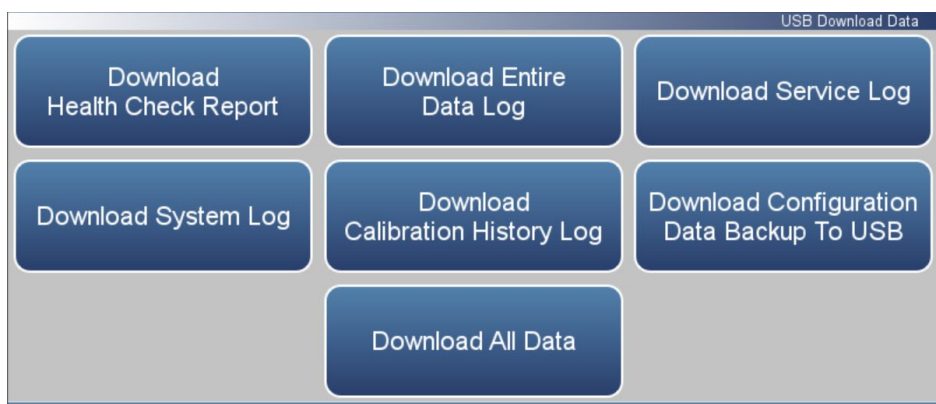 USB Download Data
Download
Health Check Report
Download Entire
Data Log
Download Service Log
Download System Log
Download
Calibration History Log
Download Configuration
Data Backup To USB
Download All Data